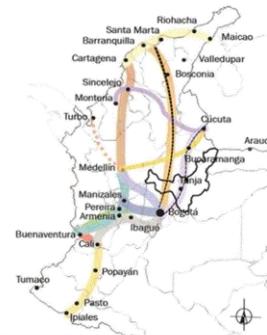 Riohacha
Santa Marta
Maicao
Barranquilla
Valledupar
Cartagena
Bosconia
Sincelejo
Montería
Turbo
Cúcuta
Bucaramanga
Arauc
Medellín
Tunja
Manizales
Pereira
Bogotá
Armenia
Ibagué
Buenaventura
Cali
Popayán
Tumaco
Pasto
Ipiales